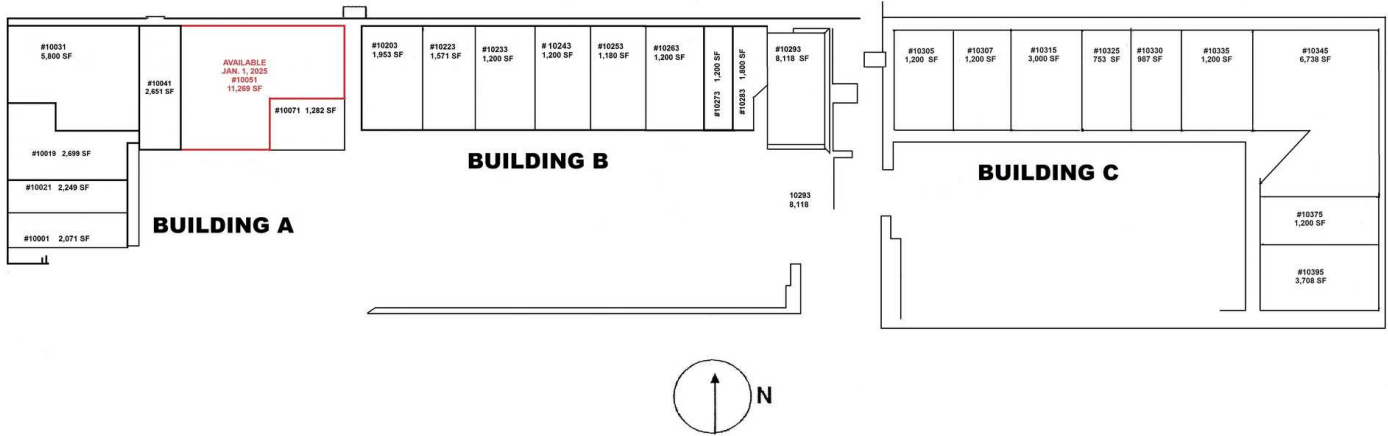 #10031
5,800 SF
#10041
2,651 SF
AVAILABLE
JAN. 1, 2025
#10051
11,269 SF
#10071 1,282 SF
#10019 2,699 SF
#10021 2,249 SF
#10001 2,071 SF
BUILDING A
#10203
1,953 SF
#10223
1,571 SF
#10233
1,200 SF
# 10243
1,200 SF
#10253
1,180 SF
#10263
1,200 SF
#10273 1,200 SF
#10283 1,800 SF
#10293
8,118 SF
BUILDING B
10293
8,118
#10305
1,200 SF
#10307
1,200 SF
#10315
3,000 SF
#10325
753 SF
#10330
987 SF
#10335
1,200 SF
#10345
6,738 SF
BUILDING C
#10375
1,200 SF
#10395
3,708 SF
N